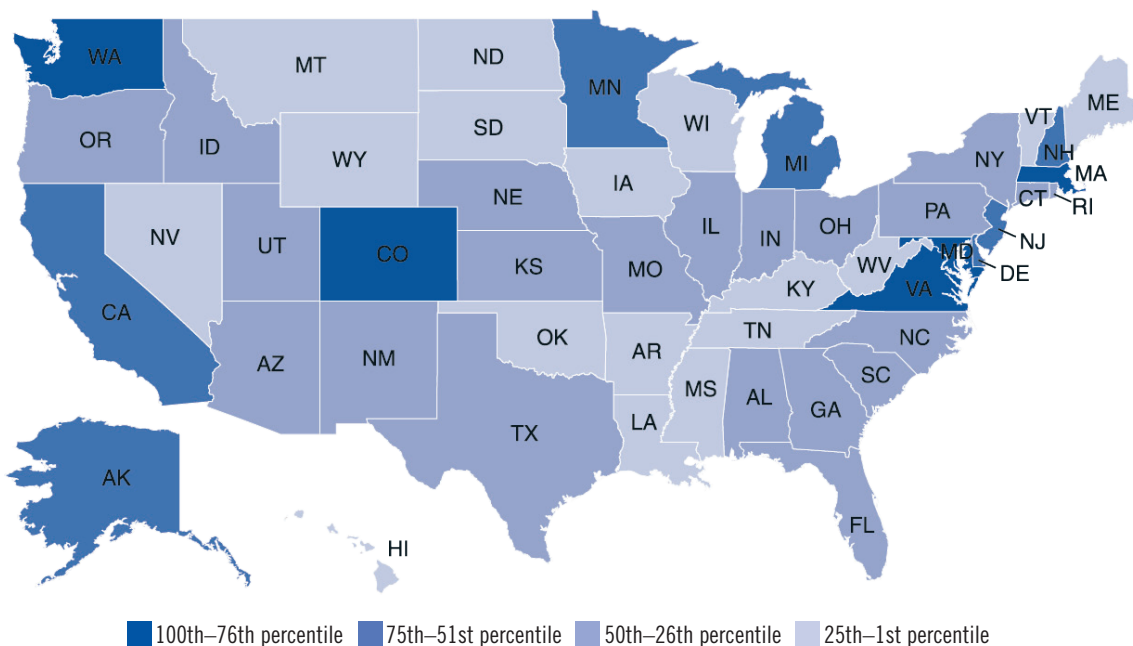 WA
MT
ND
MN
ME
VT
OR
ID
SD
WI
NH
WY
MI
NY
MA
IA
NE
CT
RI
PA
NV
UT
CO
IL
IN
OH
NJ
KS
MO
MD
WV
DE
CA
KY
VA
TN
NC
AZ
NM
OK
AR
SC
MS
AL
GA
LA
TX
AK
FL
HI
100th–76th percentile 75th–51st percentile 50th–26th percentile 25th–1st percentile